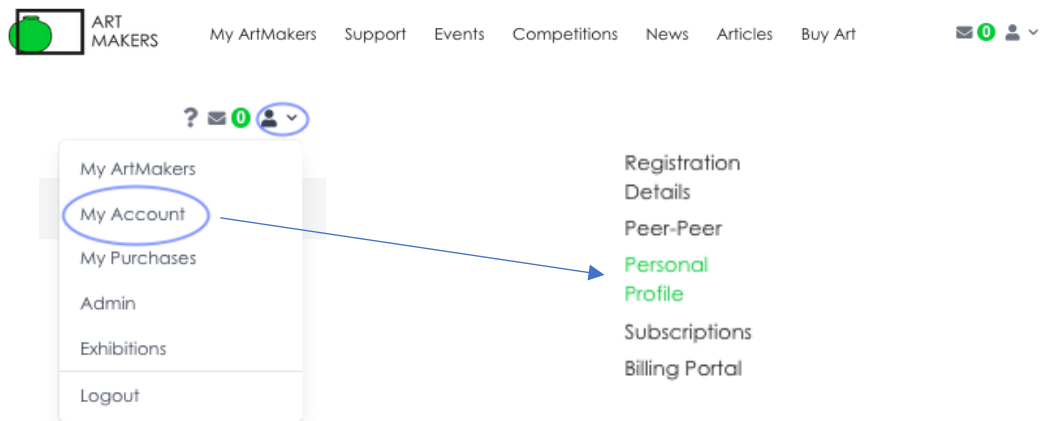 ART
MAKERS
My ArtMakers Support Events Competitions News Articles Buy Art 0
? 0
My ArtMakers
My Account
My Purchases
Admin
Exhibitions
Logout
Registration
Details
Peer-Peer
Personal
Profile
Subscriptions
Billing Portal